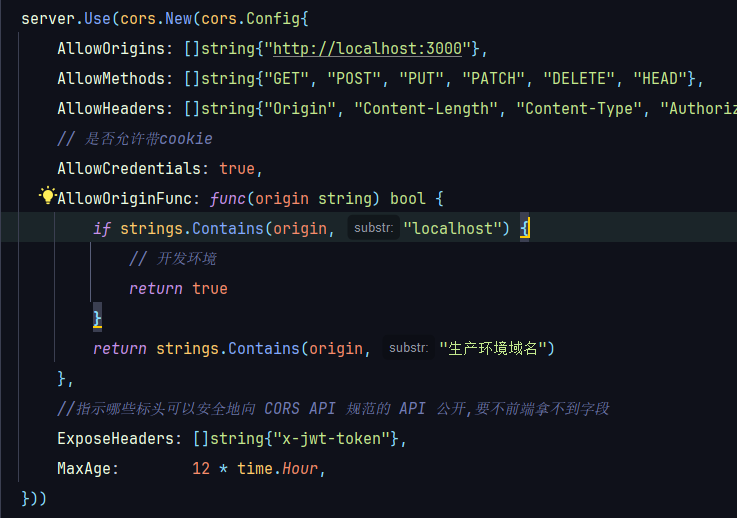 server.Use(cors.New(cors.Config{
AllowOrigins: []string{"http://localhost:3000"},
AllowMethods: []string{"GET", "POST", "PUT", "PATCH", "DELETE", "HEAD"},
AllowHeaders: []string{"Origin", "Content-Length", "Content-Type", "Authoriz
// 是否允许带cookie
AllowCredentials: true,
AllowOriginFunc: func(origin string) bool {
if strings.Contains(origin, substr: "localhost") {
// 开发环境
return true
}
return strings.Contains(origin, substr: "生产环境域名")
},
//指示哪些标头可以安全地向 CORS API 规范的 API 公开,要不前端拿不到字段
ExposeHeaders: []string{"x-jwt-token"},
MaxAge: 12 * time.Hour,
}))